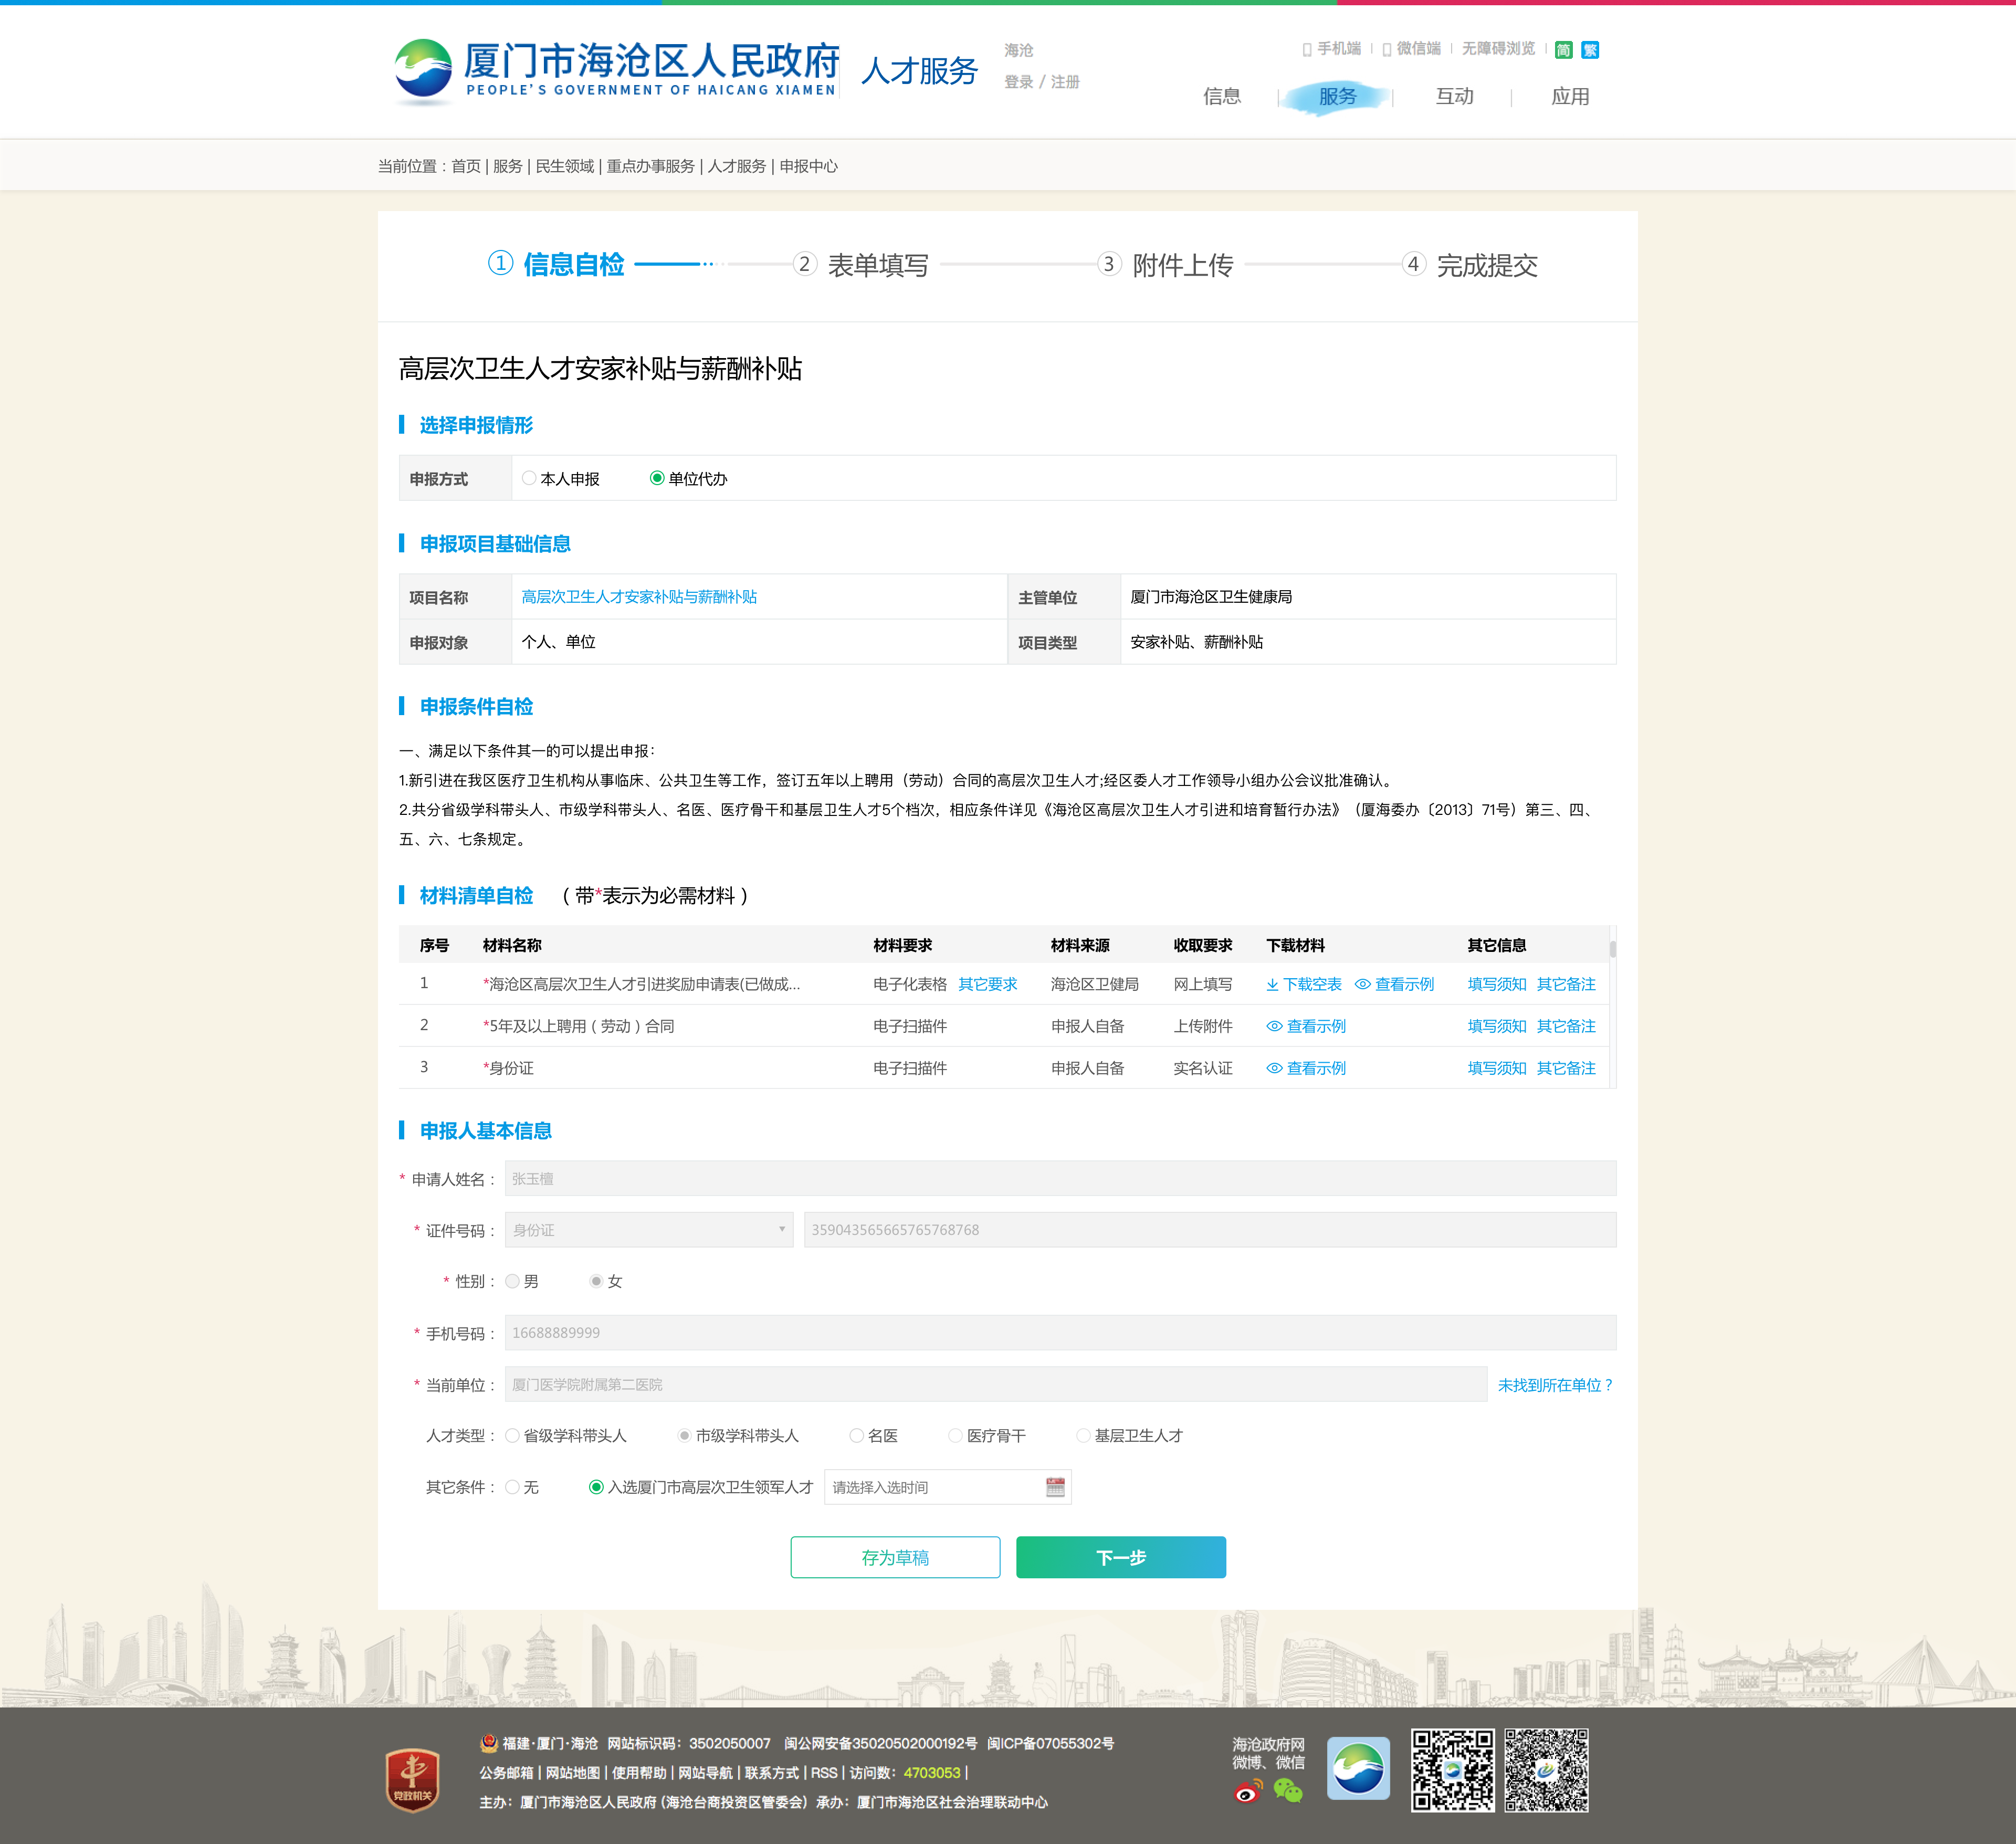 厦门市海沧区人民政府
PEOPLE'S GOVERNMENT OF HAICANG XIAMEN
人才服务
海沧
登录 / 注册
手机端 | 微信端 | 无障碍浏览 | 简 繁
信息 | 服务 | 互动 | 应用
当前位置：首页 | 服务 | 民生领域 | 重点办事服务 | 人才服务 | 申报中心
1 信息自检 2 表单填写 3 附件上传 4 完成提交
高层次卫生人才安家补贴与薪酬补贴
选择申报情形
申报方式 本人申报 单位代办
申报项目基础信息
项目名称 高层次卫生人才安家补贴与薪酬补贴 主管单位 厦门市海沧区卫生健康局
申报对象 个人、单位 项目类型 安家补贴、薪酬补贴
申报条件自检
一、满足以下条件其一的可以提出申报：
1.新引进在我区医疗卫生机构从事临床、公共卫生等工作，签订五年以上聘用（劳动）合同的高层次卫生人才;经区委人才工作领导小组办公会议批准确认。
2.共分省级学科带头人、市级学科带头人、名医、医疗骨干和基层卫生人才5个档次，相应条件详见《海沧区高层次卫生人才引进和培育暂行办法》（厦海委办〔2013〕71号）第三、四、
五、六、七条规定。
材料清单自检 （带*表示为必需材料）
序号 材料名称 材料要求 材料来源 收取要求 下载材料 其它信息
1 *海沧区高层次卫生人才引进奖励申请表(已做成... 电子化表格 其它要求 海沧区卫健局 网上填写 下载空表 查看示例 填写须知 其它备注
2 *5年及以上聘用（劳动）合同 电子扫描件 申报人自备 上传附件 查看示例 填写须知 其它备注
3 *身份证 电子扫描件 申报人自备 实名认证 查看示例 填写须知 其它备注
申报人基本信息
* 申请人姓名： 张玉檀
* 证件号码： 身份证 359043565665765768768
* 性别： 男 女
* 手机号码： 16688889999
* 当前单位： 厦门医学院附属第二医院 未找到所在单位？
人才类型： 省级学科带头人 市级学科带头人 名医 医疗骨干 基层卫生人才
其它条件： 无 入选厦门市高层次卫生领军人才 请选择入选时间
存为草稿 下一步
党政机关
福建·厦门·海沧 网站标识码：3502050007 闽公网安备35020502000192号 闽ICP备07055302号
公务邮箱 | 网站地图 | 使用帮助 | 网站导航 | 联系方式 | RSS | 访问数：4703053 |
主办：厦门市海沧区人民政府 (海沧台商投资区管委会) 承办：厦门市海沧区社会治理联动中心
海沧政府网
微博、微信